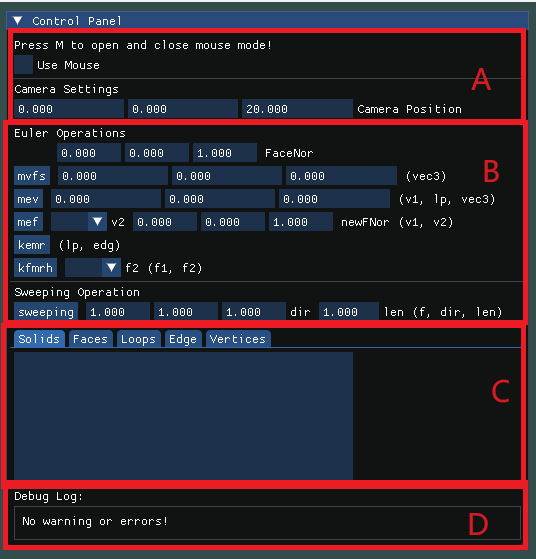 Control Panel
Press M to open and close mouse mode!
Use Mouse
A
Camera Settings
0.000 0.000 20.000 Camera Position
Euler Operations
0.000 0.000 1.000 FaceNor
B
mvfs 0.000 0.000 0.000 (vec3)
mev 0.000 0.000 0.000 (v1, lp, vec3)
mef v2 0.000 0.000 1.000 newFNor (v1, v2)
kemr (lp, edg)
kfmrh f2 (f1, f2)
Sweeping Operation
sweeping 1.000 1.000 1.000 dir 1.000 len (f, dir, len)
Solids Faces Loops Edge Vertices
C
Debug Log:
No warning or errors!
D